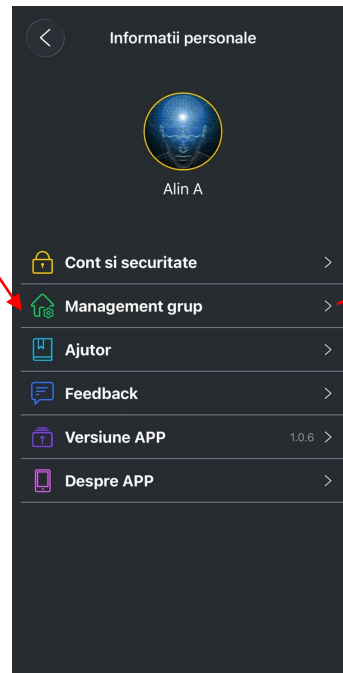 Informatii personale
Alin A
Cont si securitate
Management grup
Ajutor
Feedback
Versiune APP 1.0.6
Despre APP